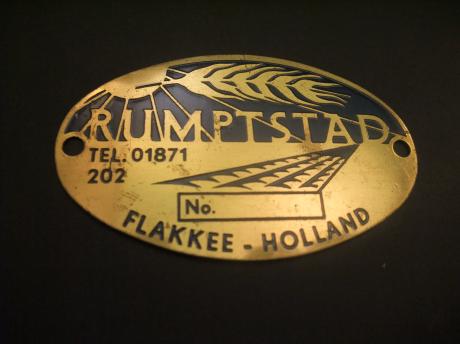 RUMPTSTAD
TEL. 01871
202
No.
FLAKKEE - HOLLAND